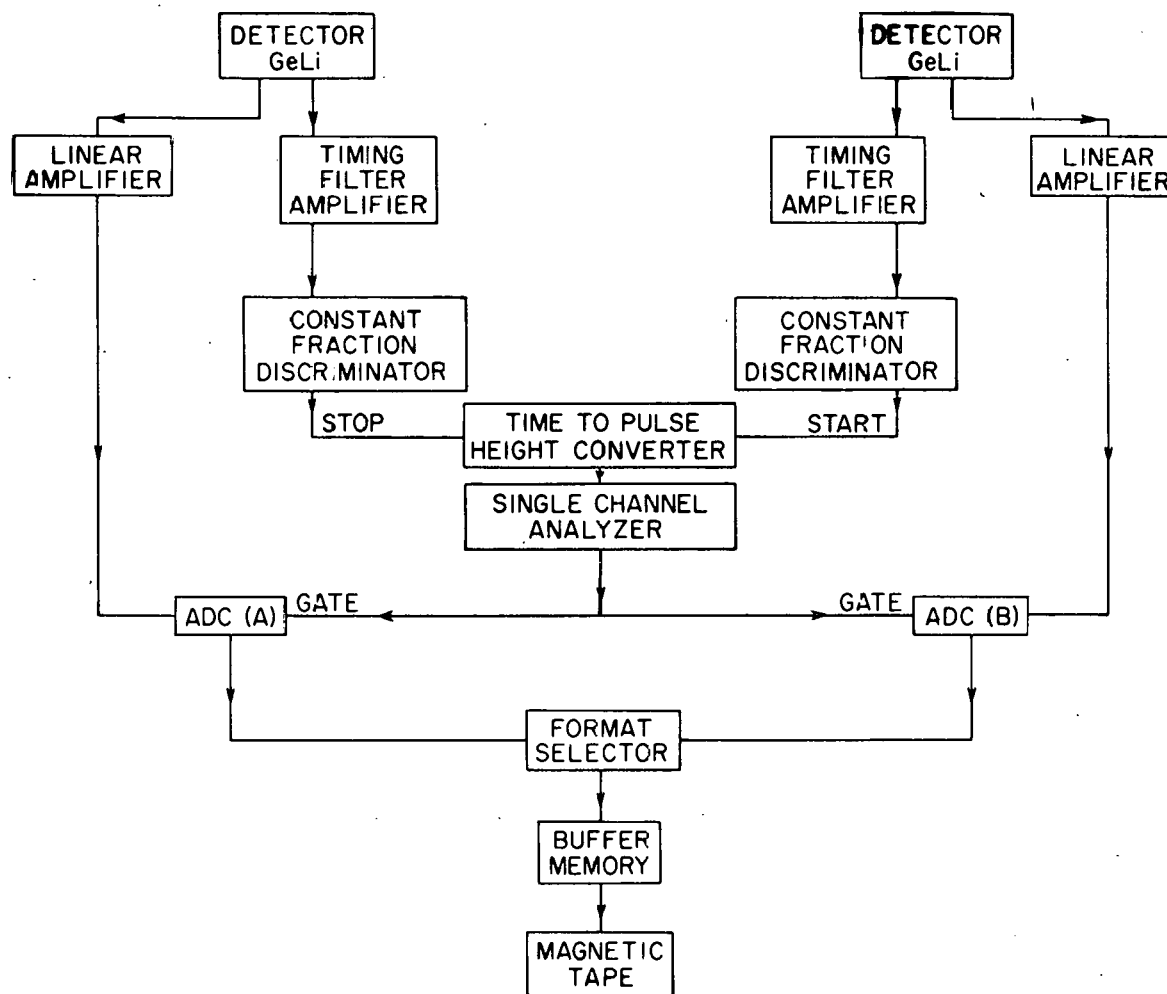 DETECTOR
GeLi
DETECTOR
GeLi
LINEAR
AMPLIFIER
TIMING
FILTER
AMPLIFIER
TIMING
FILTER
AMPLIFIER
LINEAR
AMPLIFIER
CONSTANT
FRACTION
DISCRIMINATOR
CONSTANT
FRACTION
DISCRIMINATOR
STOP
TIME TO PULSE
HEIGHT CONVERTER
START
SINGLE CHANNEL
ANALYZER
ADC (A)
GATE
GATE
ADC (B)
FORMAT
SELECTOR
BUFFER
MEMORY
MAGNETIC
TAPE